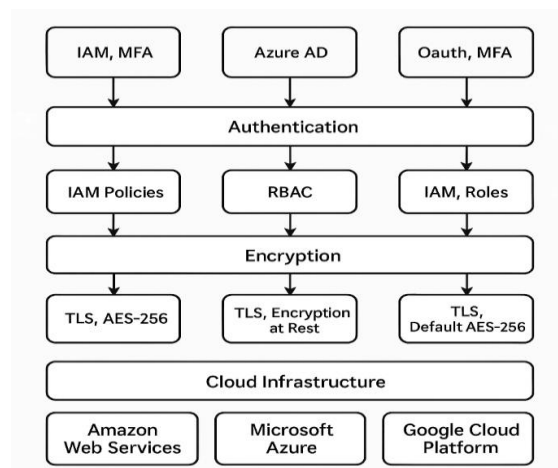 IAM, MFA
Azure AD
Oauth, MFA
Authentication
IAM Policies
RBAC
IAM, Roles
Encryption
TLS, AES-256
TLS, Encryption
at Rest
TLS,
Default AES-256
Cloud Infrastructure
Amazon
Web Services
Microsoft
Azure
Google Cloud
Platform